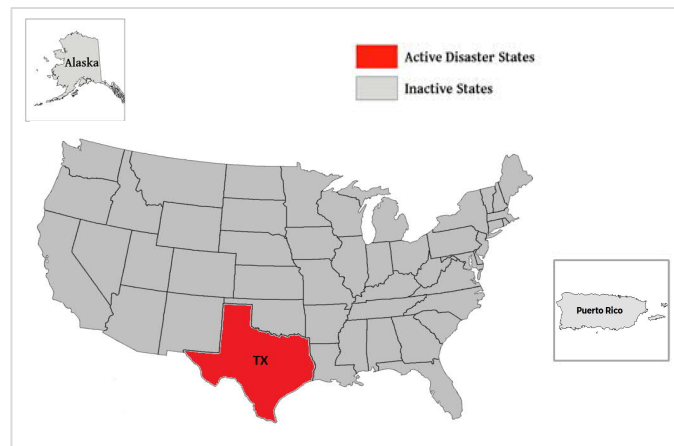 Alaska
Active Disaster States
Inactive States
Puerto Rico
TX